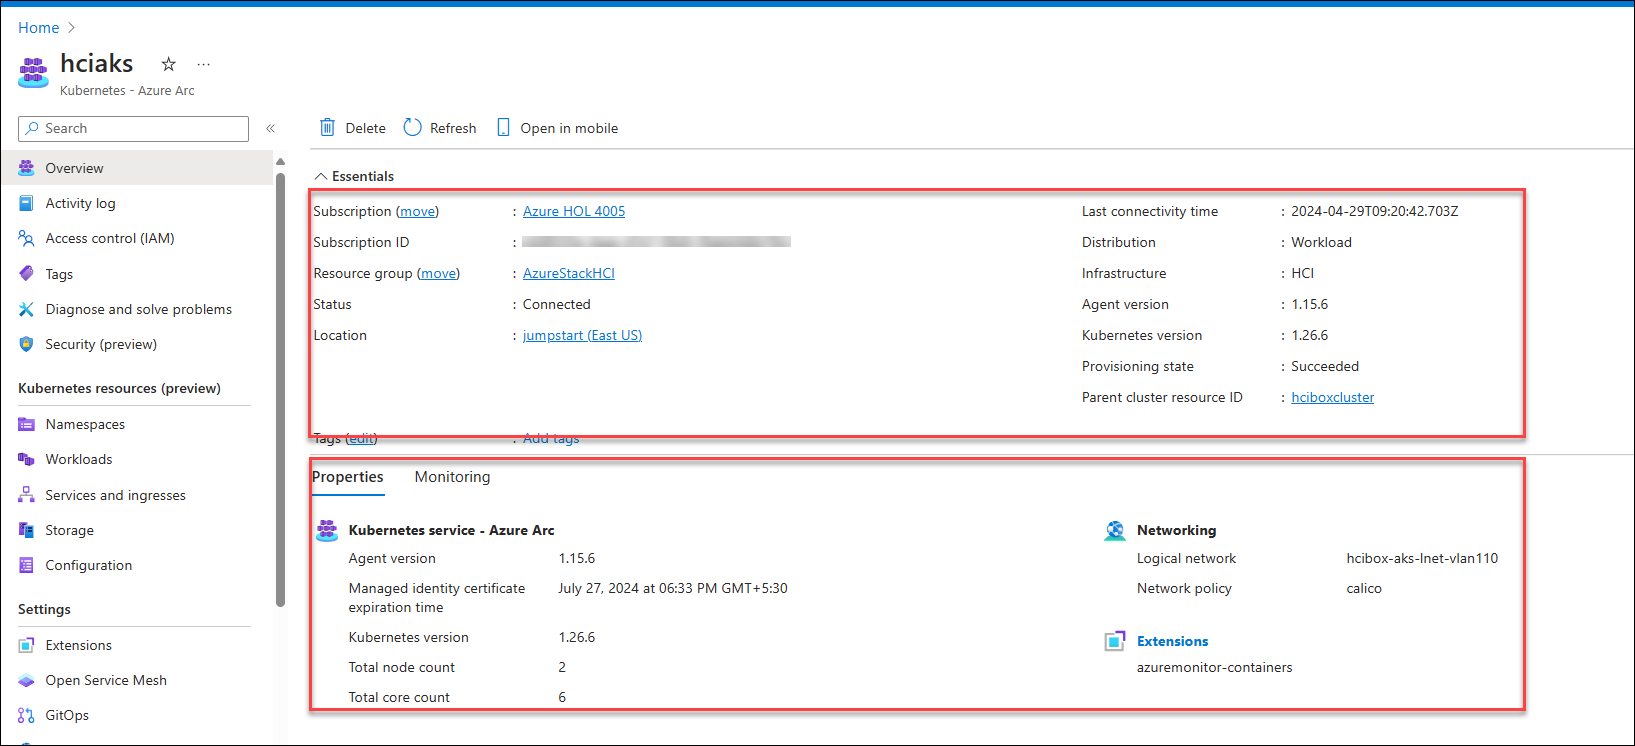 Home
hciaks
Kubernetes - Azure Arc
Search
Overview
Activity log
Access control (IAM)
Tags
Diagnose and solve problems
Security (preview)
Kubernetes resources (preview)
Namespaces
Workloads
Services and ingresses
Storage
Configuration
Settings
Extensions
Open Service Mesh
GitOps
Delete Refresh Open in mobile
Essentials
Subscription (move) : Azure HOL 4005
Subscription ID :
Resource group (move) : AzureStackHCI
Status : Connected
Location : jumpstart (East US)
Last connectivity time : 2024-04-29T09:20:42.703Z
Distribution : Workload
Infrastructure : HCI
Agent version : 1.15.6
Kubernetes version : 1.26.6
Provisioning state : Succeeded
Parent cluster resource ID : hciboxcluster
Tags (edit) : Add tags
Properties Monitoring
Kubernetes service - Azure Arc
Agent version 1.15.6
Managed identity certificate July 27, 2024 at 06:33 PM GMT+5:30
expiration time
Kubernetes version 1.26.6
Total node count 2
Total core count 6
Networking
Logical network hcibox-aks-lnet-vlan110
Network policy calico
Extensions
azuremonitor-containers